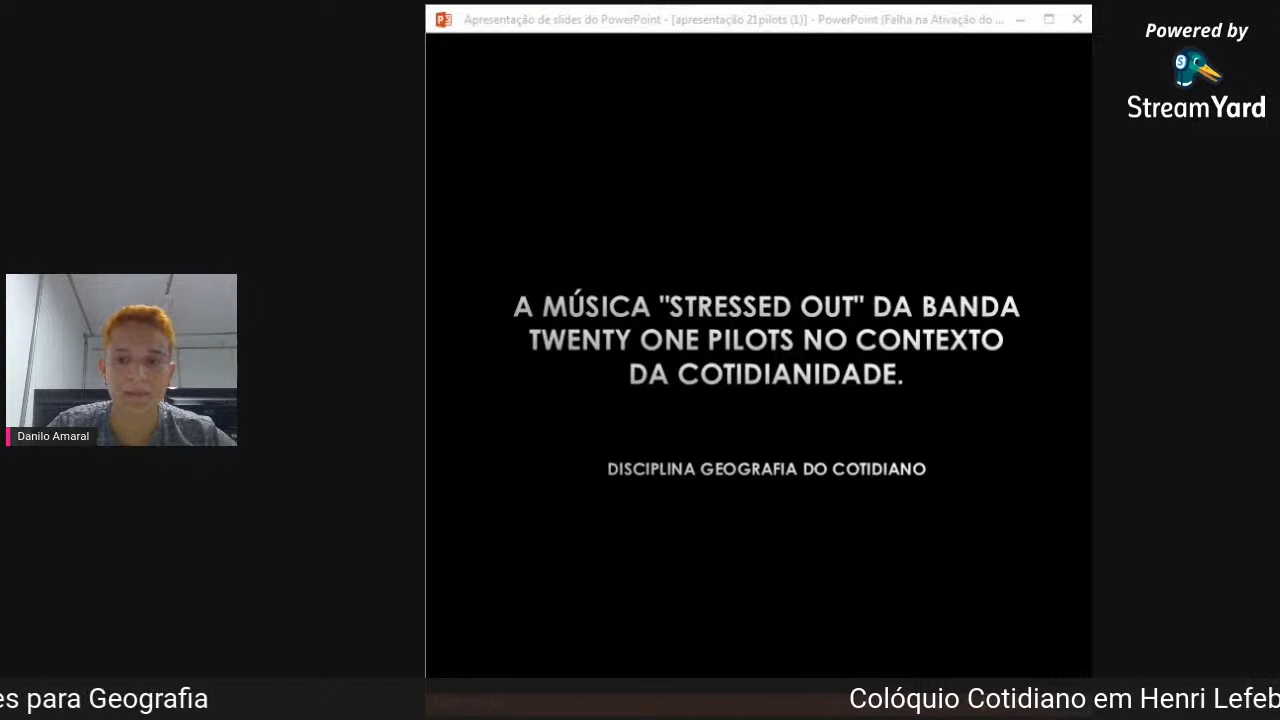 Apresentação de slides do PowerPoint - [apresentação 21pilots (1)] - PowerPoint (Falha na Ativação do ...
Powered by
S
StreamYard
A MÚSICA "STRESSED OUT" DA BANDA
TWENTY ONE PILOTS NO CONTEXTO
DA COTIDIANIDADE.
DISCIPLINA GEOGRAFIA DO COTIDIANO
Danilo Amaral
es para Geografia
Colóquio Cotidiano em Henri Lefeb